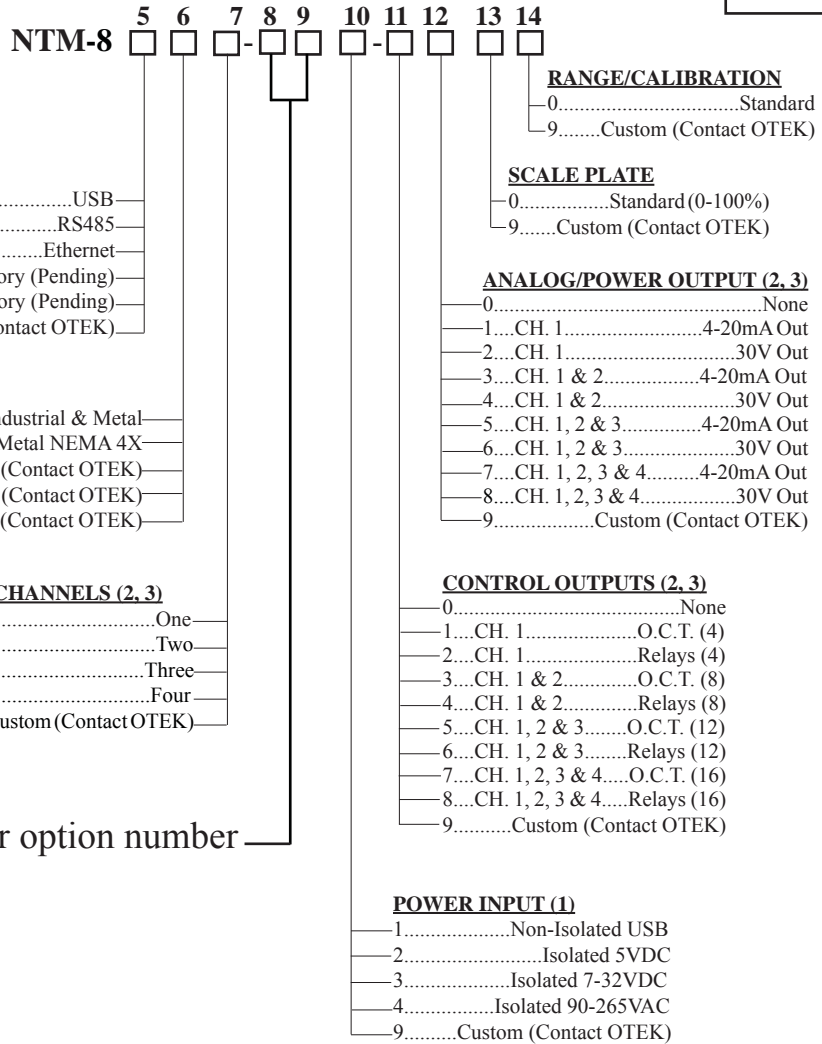 5 6 7 8 9 10 11 12 13 14
NTM-8 - -
RANGE/CALIBRATION
0...............................Standard
9........Custom (Contact OTEK)
SCALE PLATE
0................Standard (0-100%)
9.......Custom (Contact OTEK)
USB
RS485
Ethernet
(Pending)
(Pending)
OTEK)
ANALOG/POWER OUTPUT (2, 3)
0................................................None
1....CH. 1.........................4-20mA Out
2....CH. 1..............................30V Out
3....CH. 1 & 2...............4-20mA Out
4....CH. 1 & 2.....................30V Out
5....CH. 1, 2 & 3...........4-20mA Out
6....CH. 1, 2 & 3.................30V Out
7....CH. 1, 2, 3 & 4.........4-20mA Out
8....CH. 1, 2, 3 & 4...............30V Out
9..................Custom (Contact OTEK)
& Metal
Metal NEMA 4X
(Contact OTEK)
(Contact OTEK)
(Contact OTEK)
CHANNELS (2, 3)
One
Two
Three
Four
(Contact OTEK)
CONTROL OUTPUTS (2, 3)
0.........................................None
1....CH. 1....................O.C.T. (4)
2....CH. 1....................Relays (4)
3....CH. 1 & 2.............O.C.T. (8)
4....CH. 1 & 2.............Relays (8)
5....CH. 1, 2 & 3........O.C.T. (12)
6....CH. 1, 2 & 3........Relays (12)
7....CH. 1, 2, 3 & 4.....O.C.T. (16)
8....CH. 1, 2, 3 & 4.....Relays (16)
9..........Custom (Contact OTEK)
option number
POWER INPUT (1)
1...................Non-Isolated USB
2.........................Isolated 5VDC
3...................Isolated 7-32VDC
4................Isolated 90-265VAC
9..........Custom (Contact OTEK)